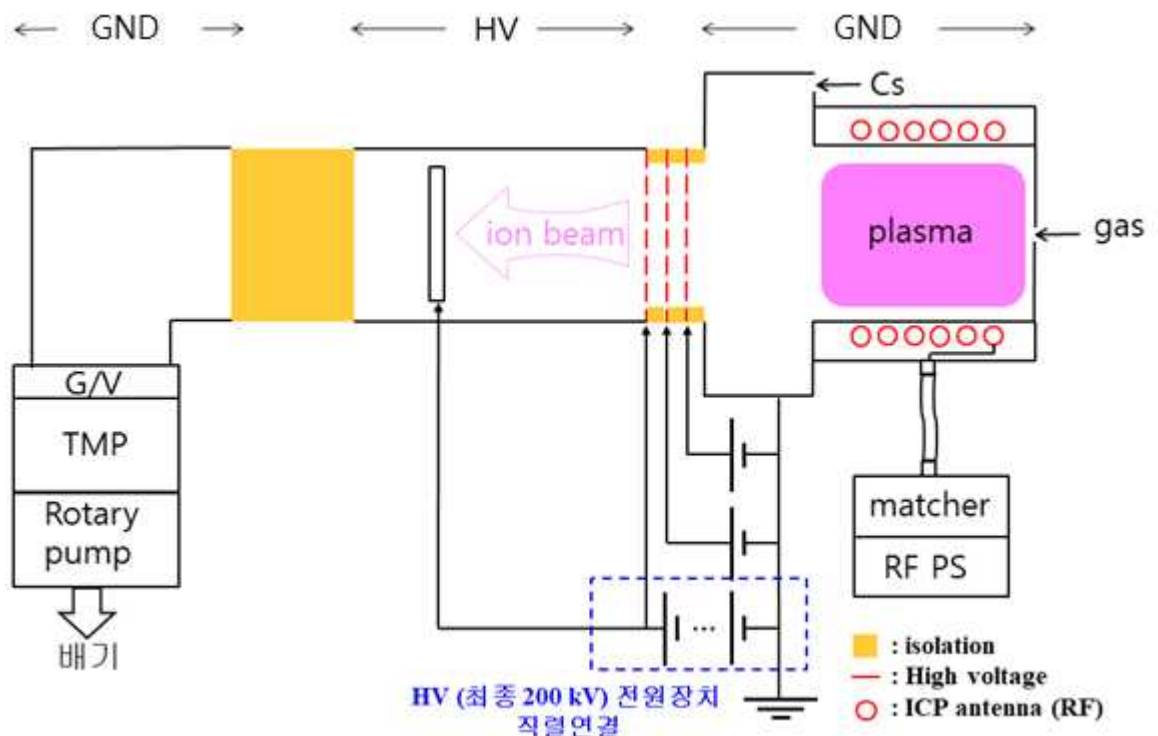 GND
HV
GND
Cs
ion beam
plasma
gas
G/V
TMP
Rotary
pump
배기
matcher
RF PS
...
: isolation
: High voltage
: ICP antenna (RF)
HV (최종 200 kV) 전원장치
직렬연결